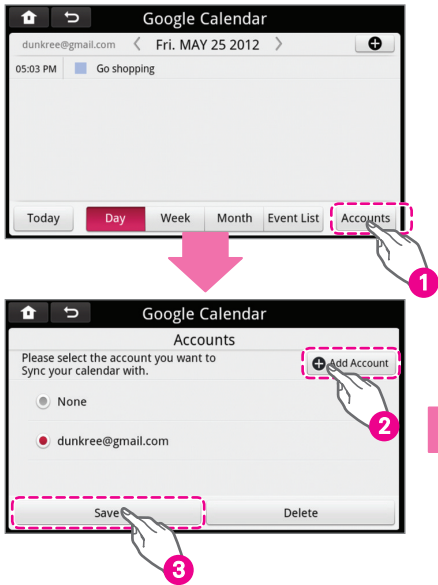 Google Calendar
dunkree@gmail.com Fri. MAY 25 2012
05:03 PM Go shopping
Today Day Week Month Event List Accounts
1
Google Calendar
Accounts
Please select the account you want to
Sync your calendar with.
Add Account
2
None
dunkree@gmail.com
Save Delete
3